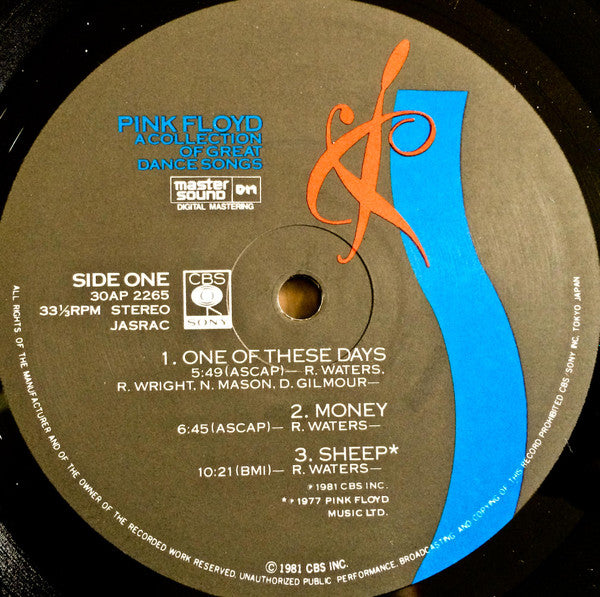 PINK FLOYD
A COLLECTION
OF GREAT
DANCE SONGS
master
sound
DIGITAL MASTERING
SIDE ONE
30AP 2265
33⅓RPM STEREO
JASRAC
CBS
SONY
1. ONE OF THESE DAYS
5:49 (ASCAP)— R. WATERS,
R. WRIGHT, N. MASON, D. GILMOUR—
2. MONEY
6:45 (ASCAP)— R. WATERS—
3. SHEEP*
10:21 (BMI)— R. WATERS—
℗1981 CBS INC.
*℗1977 PINK FLOYD
MUSIC LTD.
©1981 CBS INC.
ALL RIGHTS OF THE MANUFACTURER AND OF THE OWNER OF THE RECORDED WORK RESERVED. UNAUTHORIZED PUBLIC PERFORMANCE, BROADCASTING AND COPYING OF THIS RECORD PROHIBITED CBS/SONY INC. TOKYO JAPAN